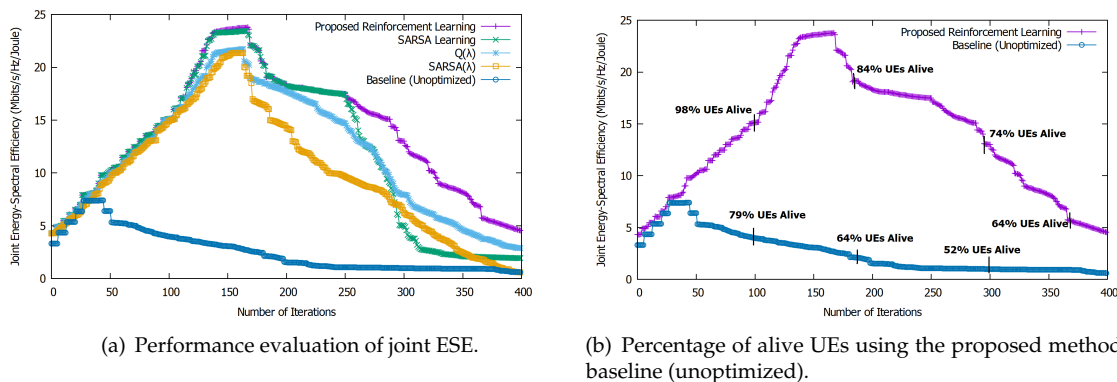 25
20
15
10
5
0
0
50
100
150
200
250
300
350
400
Joint Energy-Spectral Efficiency (Mbits/s/Hz/Joule)
Number of Iterations
Proposed Reinforcement Learning
SARSA Learning
Q(λ)
SARSA(λ)
Baseline (Unoptimized)
(a) Performance evaluation of joint ESE.
25
20
15
10
5
0
0
50
100
150
200
250
300
350
400
Joint Energy-Spectral Efficiency (Mbits/s/Hz/Joule)
Number of Iterations
Proposed Reinforcement Learning
Baseline (Unoptimized)
84% UEs Alive
98% UEs Alive
74% UEs Alive
79% UEs Alive
64% UEs Alive
64% UEs Alive
52% UEs Alive
(b) Percentage of alive UEs using the proposed method
baseline (unoptimized).